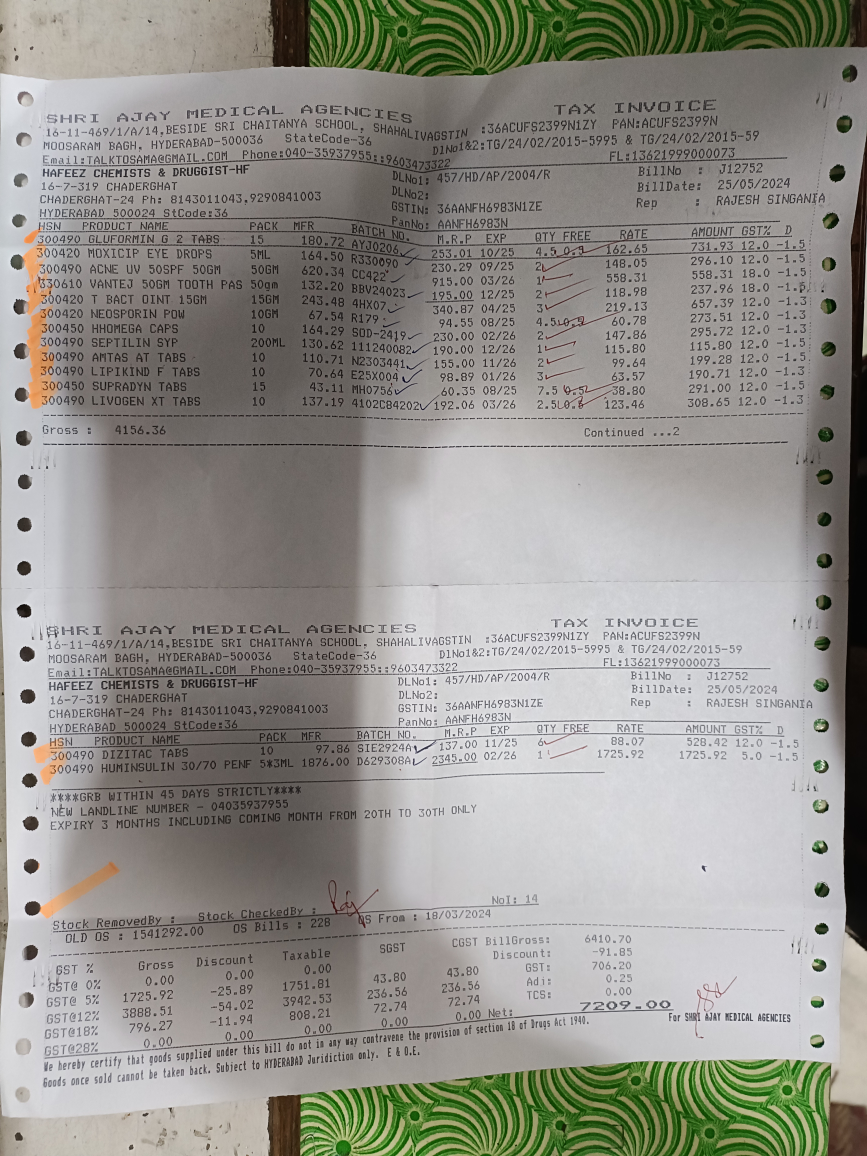 SHRI AJAY MEDICAL AGENCIES TAX INVOICE
16-11-469/1/A/14,BESIDE SRI CHAITANYA SCHOOL, SHAHALIVAGSTIN :36ACUFS2399N1ZY PAN:ACUFS2399N
MOOSARAM BAGH, HYDERABAD-500036 StateCode-36 DlNo1&2:TG/24/02/2015-5995 & TG/24/02/2015-59
Email:TALKTOSAMA@GMAIL.COM Phone:040-35937955::9603473322 FL:13621999000073
HAFEEZ CHEMISTS & DRUGGIST-HF DLNo1: 457/HD/AP/2004/R BillNo : J12752
16-7-319 CHADERGHAT DLNo2: BillDate: 25/05/2024
CHADERGHAT-24 Ph: 8143011043,9290841003 GSTIN: 36AANFH6983N1ZE Rep : RAJESH SINGANIA
HYDERABAD 500024 StCode:36 PanNo: AANFH6983N
HSN PRODUCT NAME PACK MFR BATCH NO. M.R.P EXP QTY FREE RATE AMOUNT GST% D
300490 GLUFORMIN G 2 TABS 15 180.72 AYJ0206 253.01 10/25 4.5 162.65 731.93 12.0 -1.5
300420 MOXICIP EYE DROPS 5ML 164.50 R330090 230.29 09/25 2 148.05 296.10 12.0 -1.5
300490 ACNE UV 50SPF 50GM 50GM 620.34 CC422 915.00 03/26 1 558.31 558.31 18.0 -1.5
330610 VANTEJ 50GM TOOTH PAS 50gm 132.20 BBV24023 195.00 12/25 2 118.98 237.96 18.0 -1.5
300420 T BACT OINT 15GM 15GM 243.48 4HX07 340.87 04/25 3 219.13 657.39 12.0 -1.5
300420 NEOSPORIN POW 10GM 67.54 R179 94.55 08/25 4.5 60.78 273.51 12.0 -1.5
300450 HHOMEGA CAPS 10 164.29 SOD-2419 230.00 02/26 2 147.86 295.72 12.0 -1.5
300490 SEPTILIN SYP 200ML 130.62 111240082 190.00 12/26 1 115.80 115.80 12.0 -1.5
300490 AMTAS AT TABS 10 110.71 N2303441 155.00 11/26 2 99.64 199.28 12.0 -1.5
300490 LIPIKIND F TABS 10 70.64 E25X004 98.89 01/26 3 63.57 190.71 12.0 -1.5
300450 SUPRADYN TABS 15 43.11 MH0756 60.35 08/25 7.5 38.80 291.00 12.0 -1.5
300490 LIVOGEN XT TABS 10 137.19 4102C84202 192.06 03/26 2.5 123.46 308.65 12.0 -1.5
Gross : 4156.36 Continued ...2
SHRI AJAY MEDICAL AGENCIES TAX INVOICE
16-11-469/1/A/14,BESIDE SRI CHAITANYA SCHOOL, SHAHALIVAGSTIN :36ACUFS2399N1ZY PAN:ACUFS2399N
MOOSARAM BAGH, HYDERABAD-500036 StateCode-36 DlNo1&2:TG/24/02/2015-5995 & TG/24/02/2015-59
Email:TALKTOSAMA@GMAIL.COM Phone:040-35937955::9603473322 FL:13621999000073
HAFEEZ CHEMISTS & DRUGGIST-HF DLNo1: 457/HD/AP/2004/R BillNo : J12752
16-7-319 CHADERGHAT DLNo2: BillDate: 25/05/2024
CHADERGHAT-24 Ph: 8143011043,9290841003 GSTIN: 36AANFH6983N1ZE Rep : RAJESH SINGANIA
HYDERABAD 500024 StCode:36 PanNo: AANFH6983N
HSN PRODUCT NAME PACK MFR BATCH NO. M.R.P EXP QTY FREE RATE AMOUNT GST% D
300490 DIZITAC TABS 10 97.86 SIE2924A 137.00 11/25 6 88.07 528.42 12.0 -1.5
300490 HUMINSULIN 30/70 PENF 5*3ML 1876.00 D629308A 2345.00 02/26 1 1725.92 1725.92 5.0 -1.5
****GRB WITHIN 45 DAYS STRICTLY****
NEW LANDLINE NUMBER - 04035937955
EXPIRY 3 MONTHS INCLUDING COMING MONTH FROM 20TH TO 30TH ONLY
NoI: 14
Stock RemovedBy : Stock CheckedBy :
OLD OS : 1541292.00 OS Bills : 228 OS From : 18/03/2024
GST % Gross Discount Taxable SGST CGST BillGross: 6410.70
GST@ 0% 0.00 0.00 0.00 Discount: -91.85
GST@ 5% 1725.92 -25.89 1751.81 43.80 43.80 GST: 706.20
GST@12% 3888.51 -54.02 3942.53 236.56 236.56 Adj: 0.25
GST@18% 796.27 -11.94 808.21 72.74 72.74 TCS: 0.00
GST@28% 0.00 0.00 0.00 0.00 0.00 Net: 7209.00
We hereby certify that goods supplied under this bill do not in any way contravene the provision of section 18 of Drugs Act 1940. For SHRI AJAY MEDICAL AGENCIES
Goods once sold cannot be taken back. Subject to HYDERABAD Juridiction only. E & O.E.